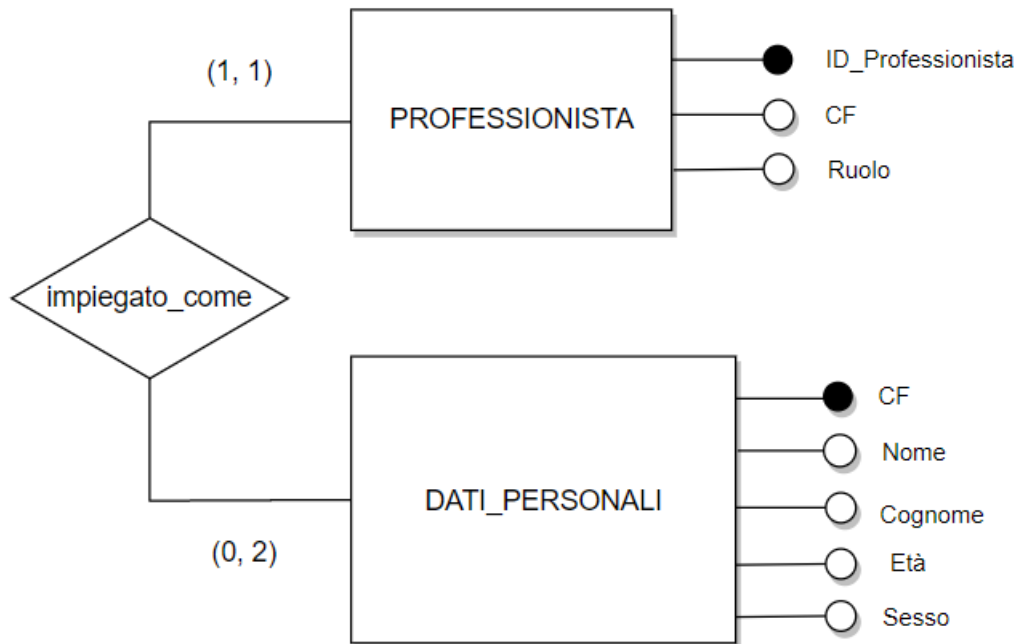 (1, 1)
PROFESSIONISTA
ID_Professionista
CF
Ruolo
impiegato_come
DATI_PERSONALI
(0, 2)
CF
Nome
Cognome
Età
Sesso